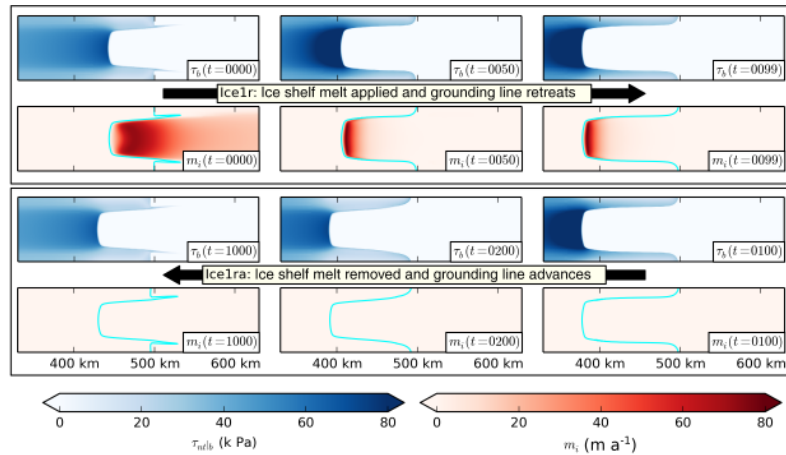 τb(t=0000) τb(t=0050) τb(t=0099)
Ice1r: Ice shelf melt applied and grounding line retreats
mi(t=0000) mi(t=0050) mi(t=0099)
τb(t=1000) τb(t=0200) τb(t=0100)
Ice1ra: Ice shelf melt removed and grounding line advances
mi(t=1000) mi(t=0200) mi(t=0100)
400 km 500 km 600 km 400 km 500 km 600 km 400 km 500 km 600 km
0 20 40 60 80 0 20 40 60 80
τnt|b (k Pa) mi (m a-1)